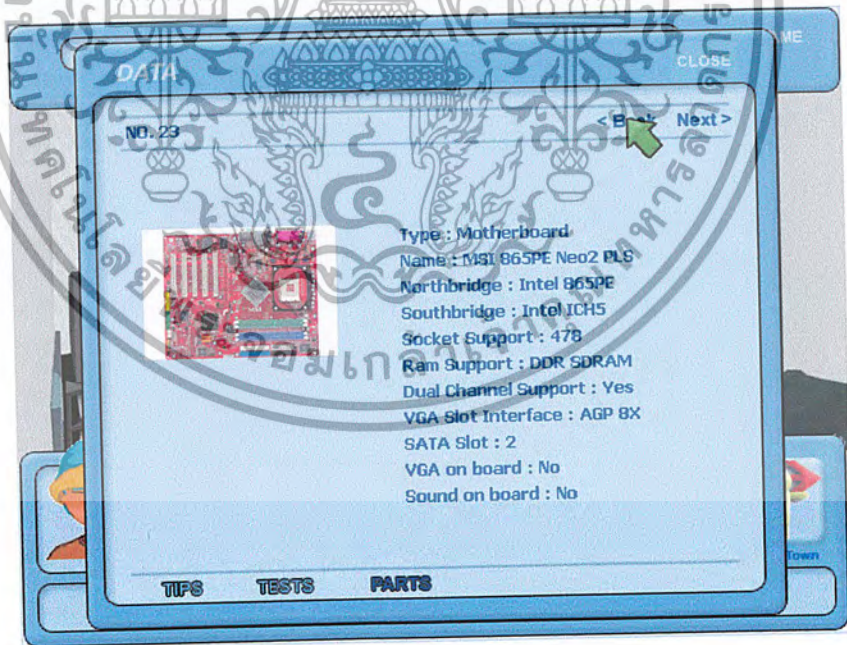 ME
DATA
CLOSE
NO. 23
< Back Next >
Type : Motherboard
Name : MSI 865PE Neo2 PLS
Northbridge : Intel 865PE
Southbridge : Intel ICH5
Socket Support : 478
Ram Support : DDR SDRAM
Dual Channel Support : Yes
VGA Slot Interface : AGP 8X
SATA Slot : 2
VGA on board : No
Sound on board : No
Town
TIPS TESTS PARTS